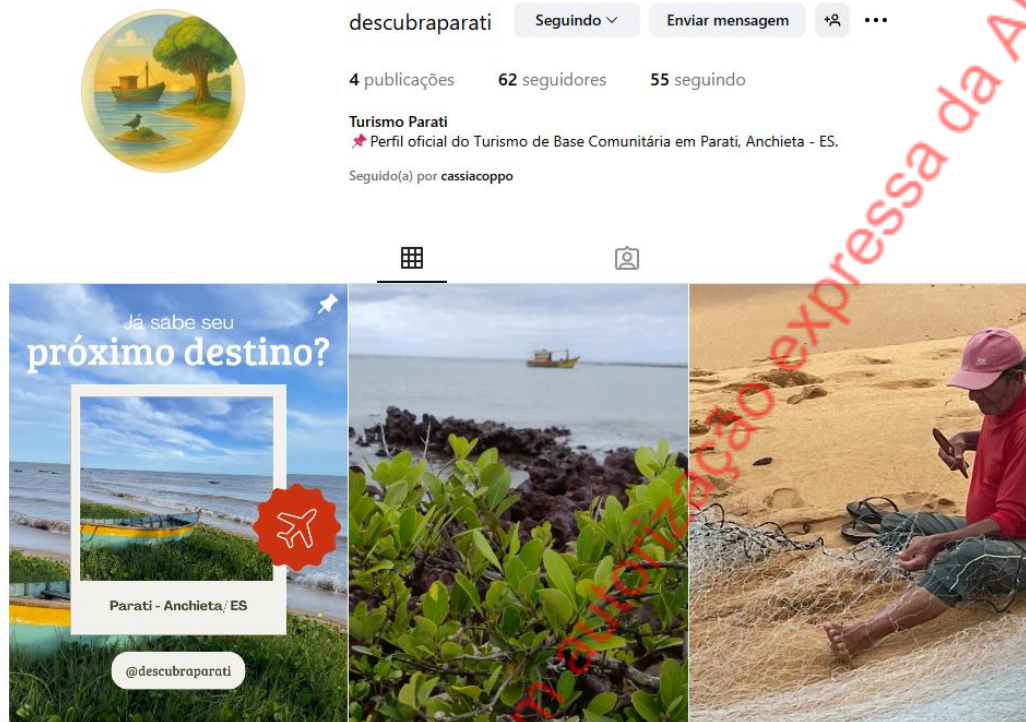 descubraparati Seguindo Enviar mensagem
4 publicações 62 seguidores 55 seguindo
Turismo Parati
📌 Perfil oficial do Turismo de Base Comunitária em Parati, Anchieta - ES.
Seguido(a) por cassiacoppo
Já sabe seu
próximo destino?
Parati - Anchieta/ ES
@descubraparati
autorização expressa da